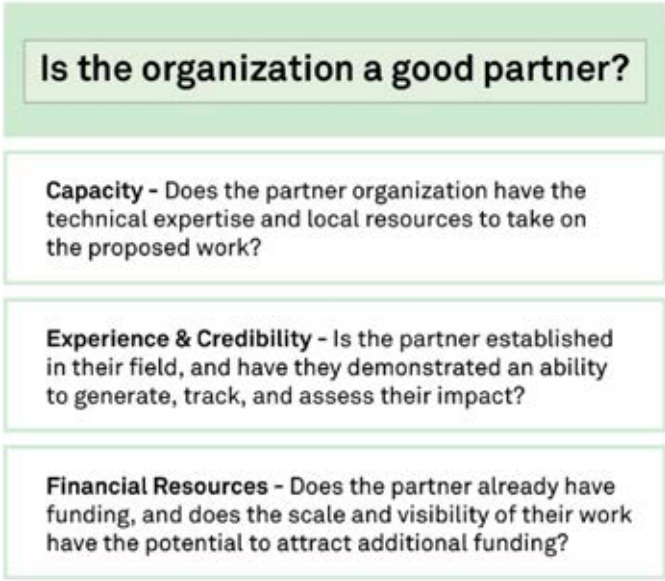 Is the organization a good partner?
Capacity - Does the partner organization have the
technical expertise and local resources to take on
the proposed work?
Experience & Credibility - Is the partner established
in their field, and have they demonstrated an ability
to generate, track, and assess their impact?
Financial Resources - Does the partner already have
funding, and does the scale and visibility of their work
have the potential to attract additional funding?